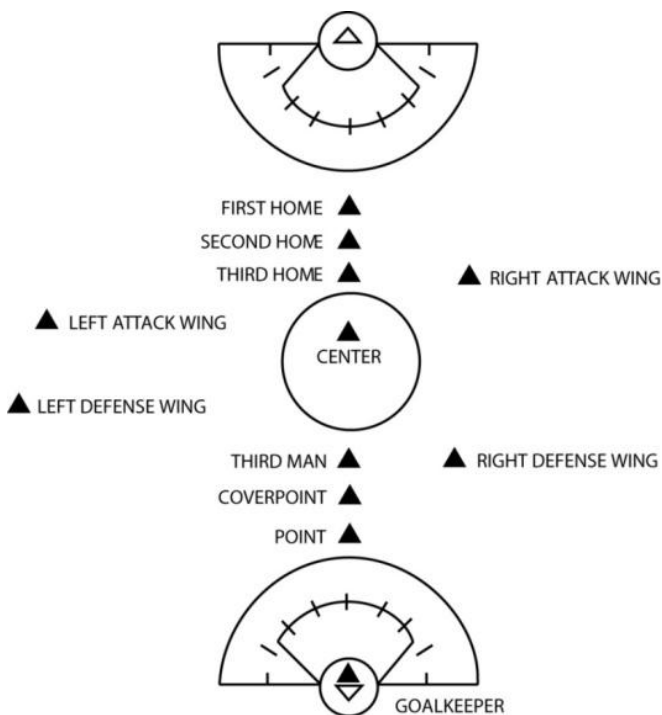 FIRST HOME
SECOND HOME
THIRD HOME
RIGHT ATTACK WING
LEFT ATTACK WING
CENTER
LEFT DEFENSE WING
THIRD MAN
RIGHT DEFENSE WING
COVERPOINT
POINT
GOALKEEPER